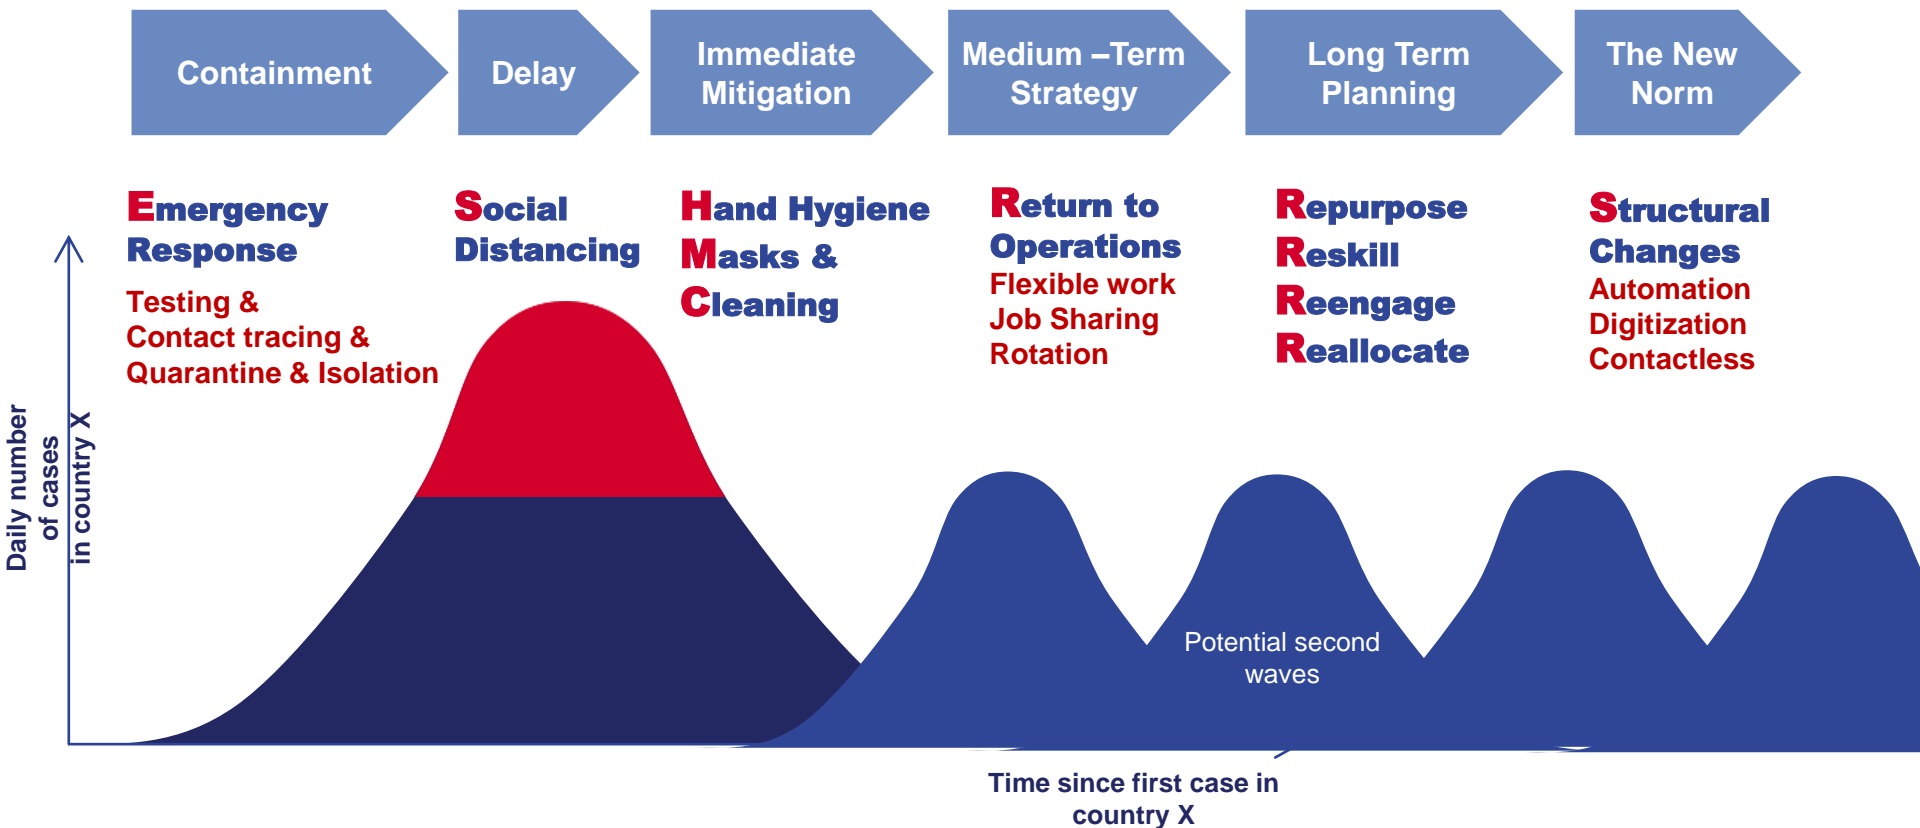 Containment
Delay
Immediate
Mitigation
Medium –Term
Strategy
Long Term
Planning
The New
Norm
Emergency
Response
Testing &
Contact tracing &
Quarantine & Isolation
Social
Distancing
Hand Hygiene
Masks &
Cleaning
Return to
Operations
Flexible work
Job Sharing
Rotation
Repurpose
Reskill
Reengage
Reallocate
Structural
Changes
Automation
Digitization
Contactless
Daily number
of cases
in country X
Potential second
waves
Time since first case in
country X